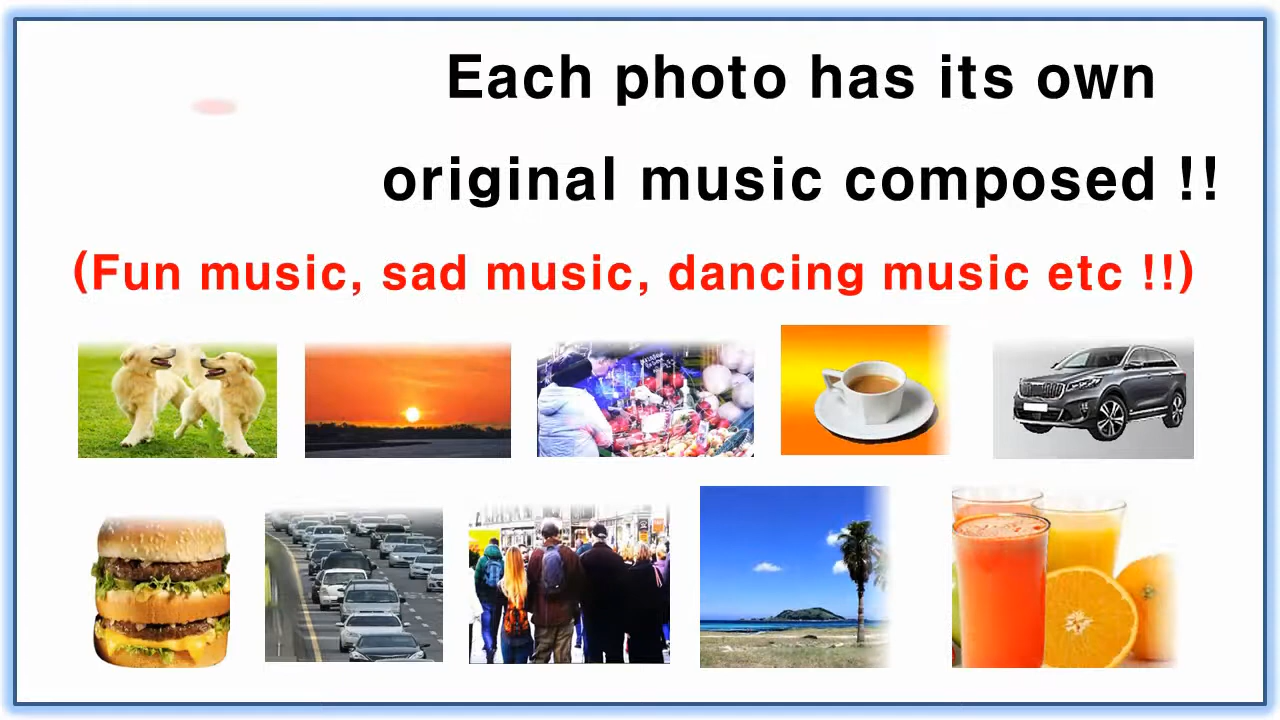 Each photo has its own
original music composed !!
(Fun music, sad music, dancing music etc !!)